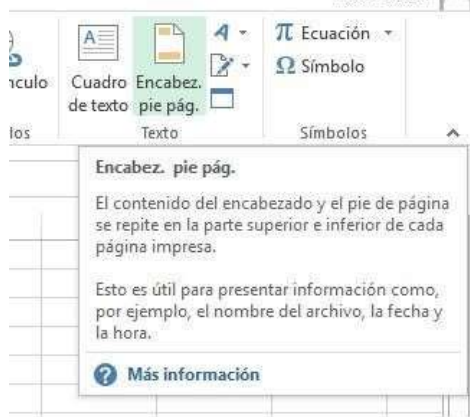 Ecuación
Símbolo
nculo
Cuadro
de texto
Encabez.
pie pág.
los
Texto
Símbolos
Encabez. pie pág.
El contenido del encabezado y el pie de página
se repite en la parte superior e inferior de cada
página impresa.
Esto es útil para presentar información como,
por ejemplo, el nombre del archivo, la fecha y
la hora.
Más información